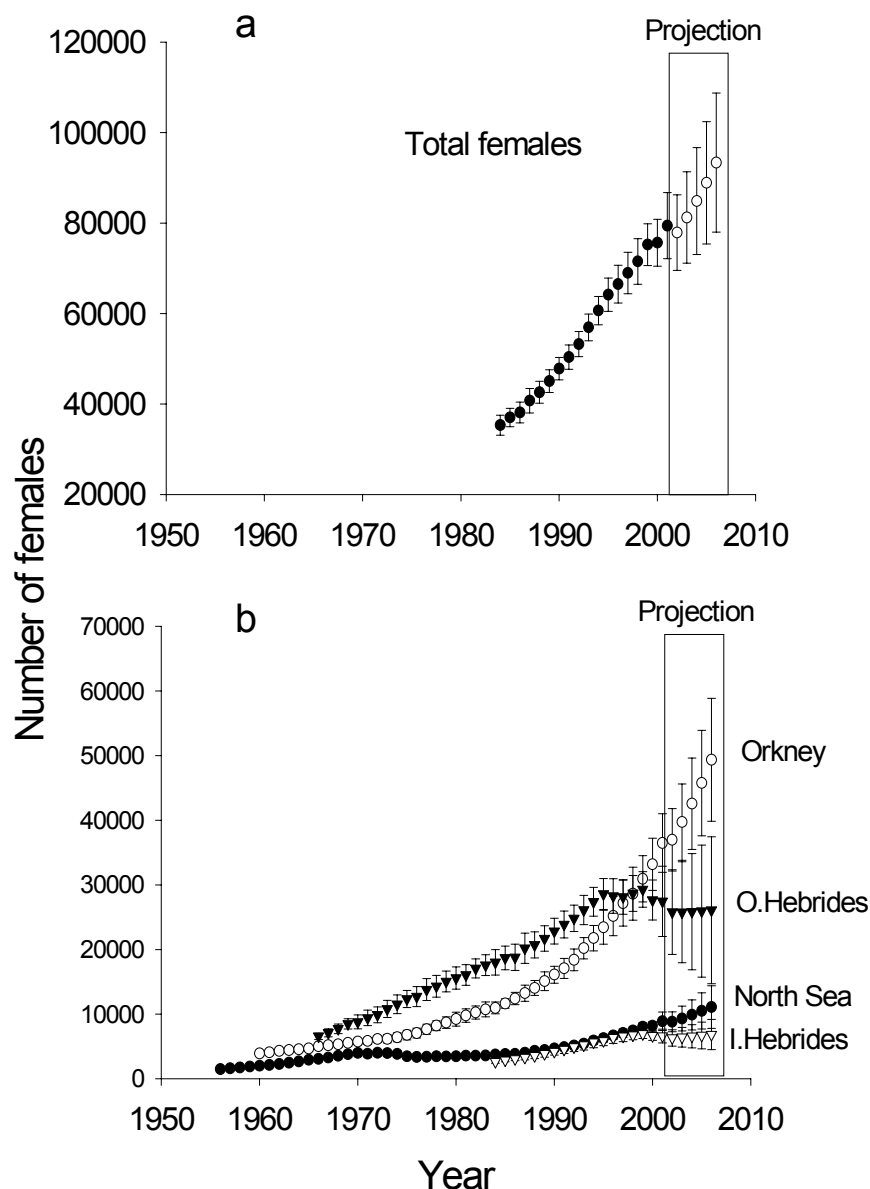 a
Projection
Total females
120000
100000
80000
60000
40000
20000
1950 1960 1970 1980 1990 2000 2010
Number of females
b
Projection
70000
60000
50000
40000
30000
20000
10000
0
Orkney
O.Hebrides
North Sea
I.Hebrides
1950 1960 1970 1980 1990 2000 2010
Year